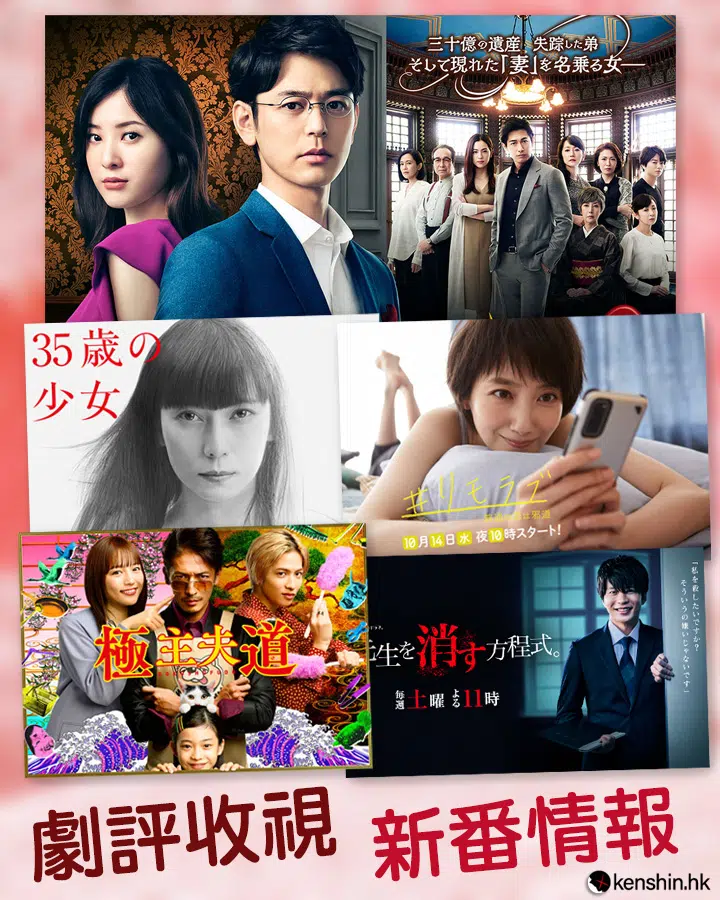 三十億の遺産 失踪した弟
そして現れた「妻」を名乗る女―
35歳の
少女
#リモラブ
10月14日水 夜10時スタート!
極主夫道
生を消す方程式。
毎週土曜よる11時
「私を殺したいですか?
そういうの嫌いじゃないです」
劇評收視 新番情報
kenshin.hk